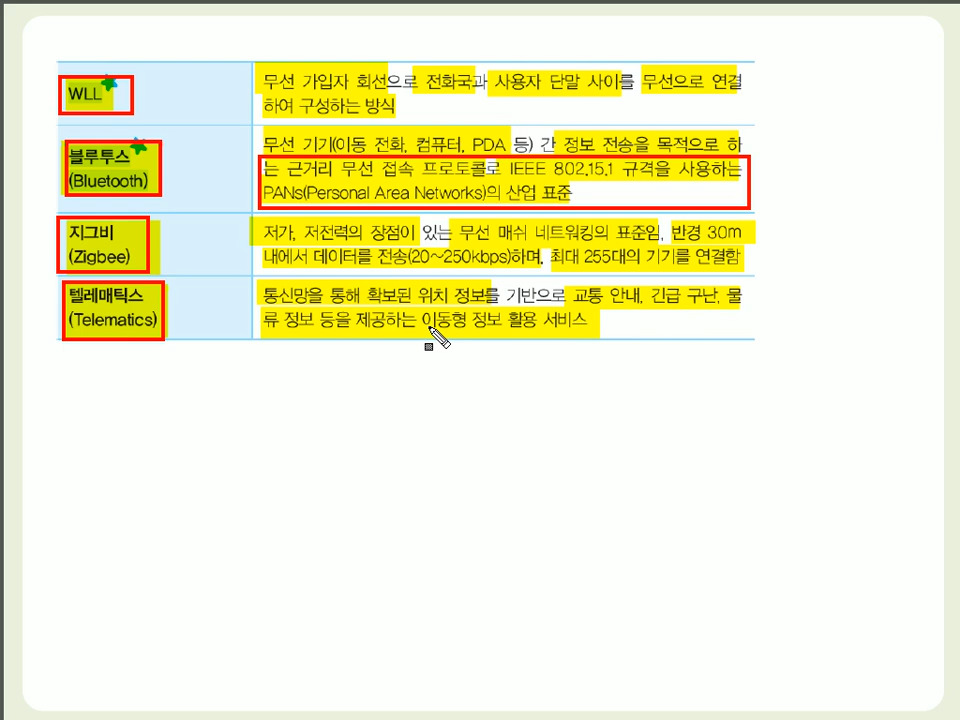 WLL
무선 가입자 회선으로 전화국과 사용자 단말 사이를 무선으로 연결
하여 구성하는 방식
블루투스
(Bluetooth)
무선 기기(이동 전화, 컴퓨터, PDA 등) 간 정보 전송을 목적으로 하
는 근거리 무선 접속 프로토콜로 IEEE 802.15.1 규격을 사용하는
PANs(Personal Area Networks)의 산업 표준
지그비
(Zigbee)
저가, 저전력의 장점이 있는 무선 매쉬 네트워킹의 표준임, 반경 30m
내에서 데이터를 전송(20~250kbps)하며, 최대 255대의 기기를 연결함
텔레매틱스
(Telematics)
통신망을 통해 확보된 위치 정보를 기반으로 교통 안내, 긴급 구난, 물
류 정보 등을 제공하는 이동형 정보 활용 서비스